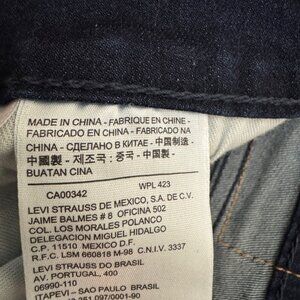 MADE IN CHINA - FABRIQUE EN CHINE -
FABRICADO EN CHINA - FABRICADO NA
CHINA - СДЕЛАНО В КИТАЕ - 中国制造 -
中國製 - 제조국 : 중국 - 中国製 -
BUATAN CINA
CA00342 WPL 423
LEVI STRAUSS DE MEXICO, S.A. DE C.V.
JAIME BALMES # 8 OFICINA 502
COL. LOS MORALES POLANCO
DELEGACION MIGUEL HIDALGO
C.P. 11510 MEXICO D.F.
R.F.C. LSM 660818 M-98 C.N.I.V. 3337
LEVI STRAUSS DO BRASIL
AV. PORTUGAL, 400
06990-110
ITAPEVI - SAO PAULO BRASIL